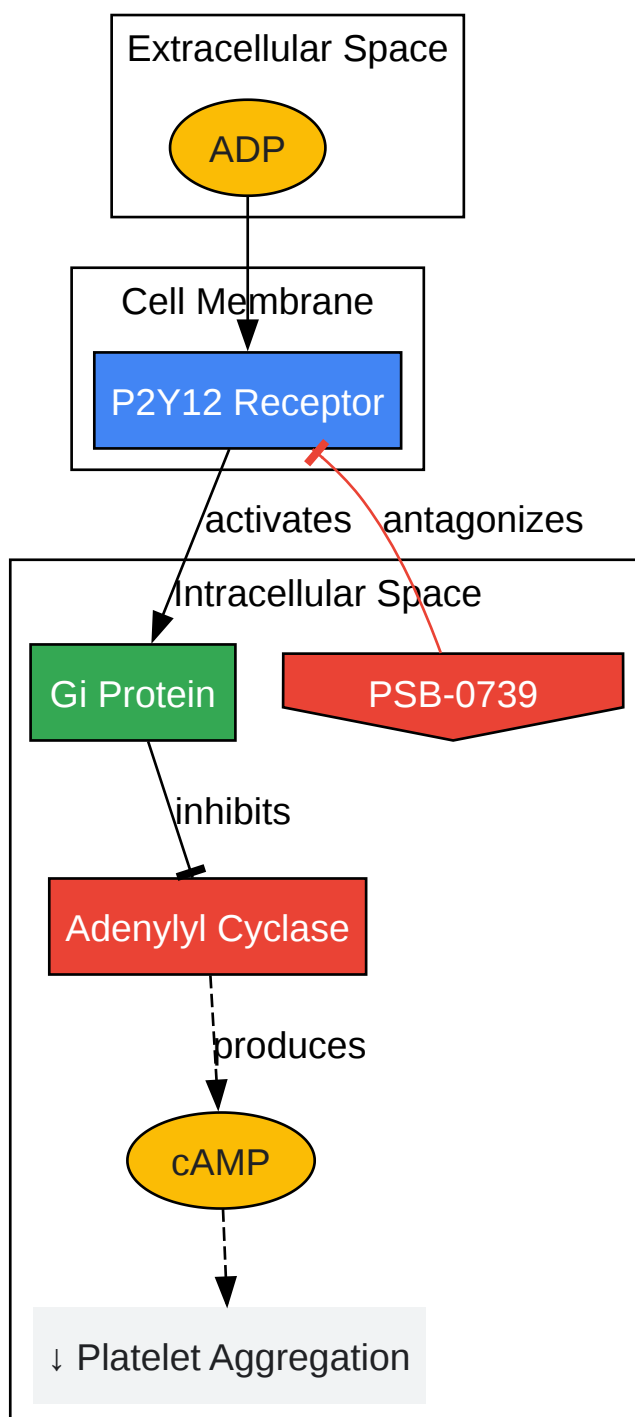 Extracellular Space
ADP
Cell Membrane
P2Y12 Receptor
activates
antagonizes
Intracellular Space
Gi Protein
PSB-0739
inhibits
Adenylyl Cyclase
produces
cAMP
↓ Platelet Aggregation